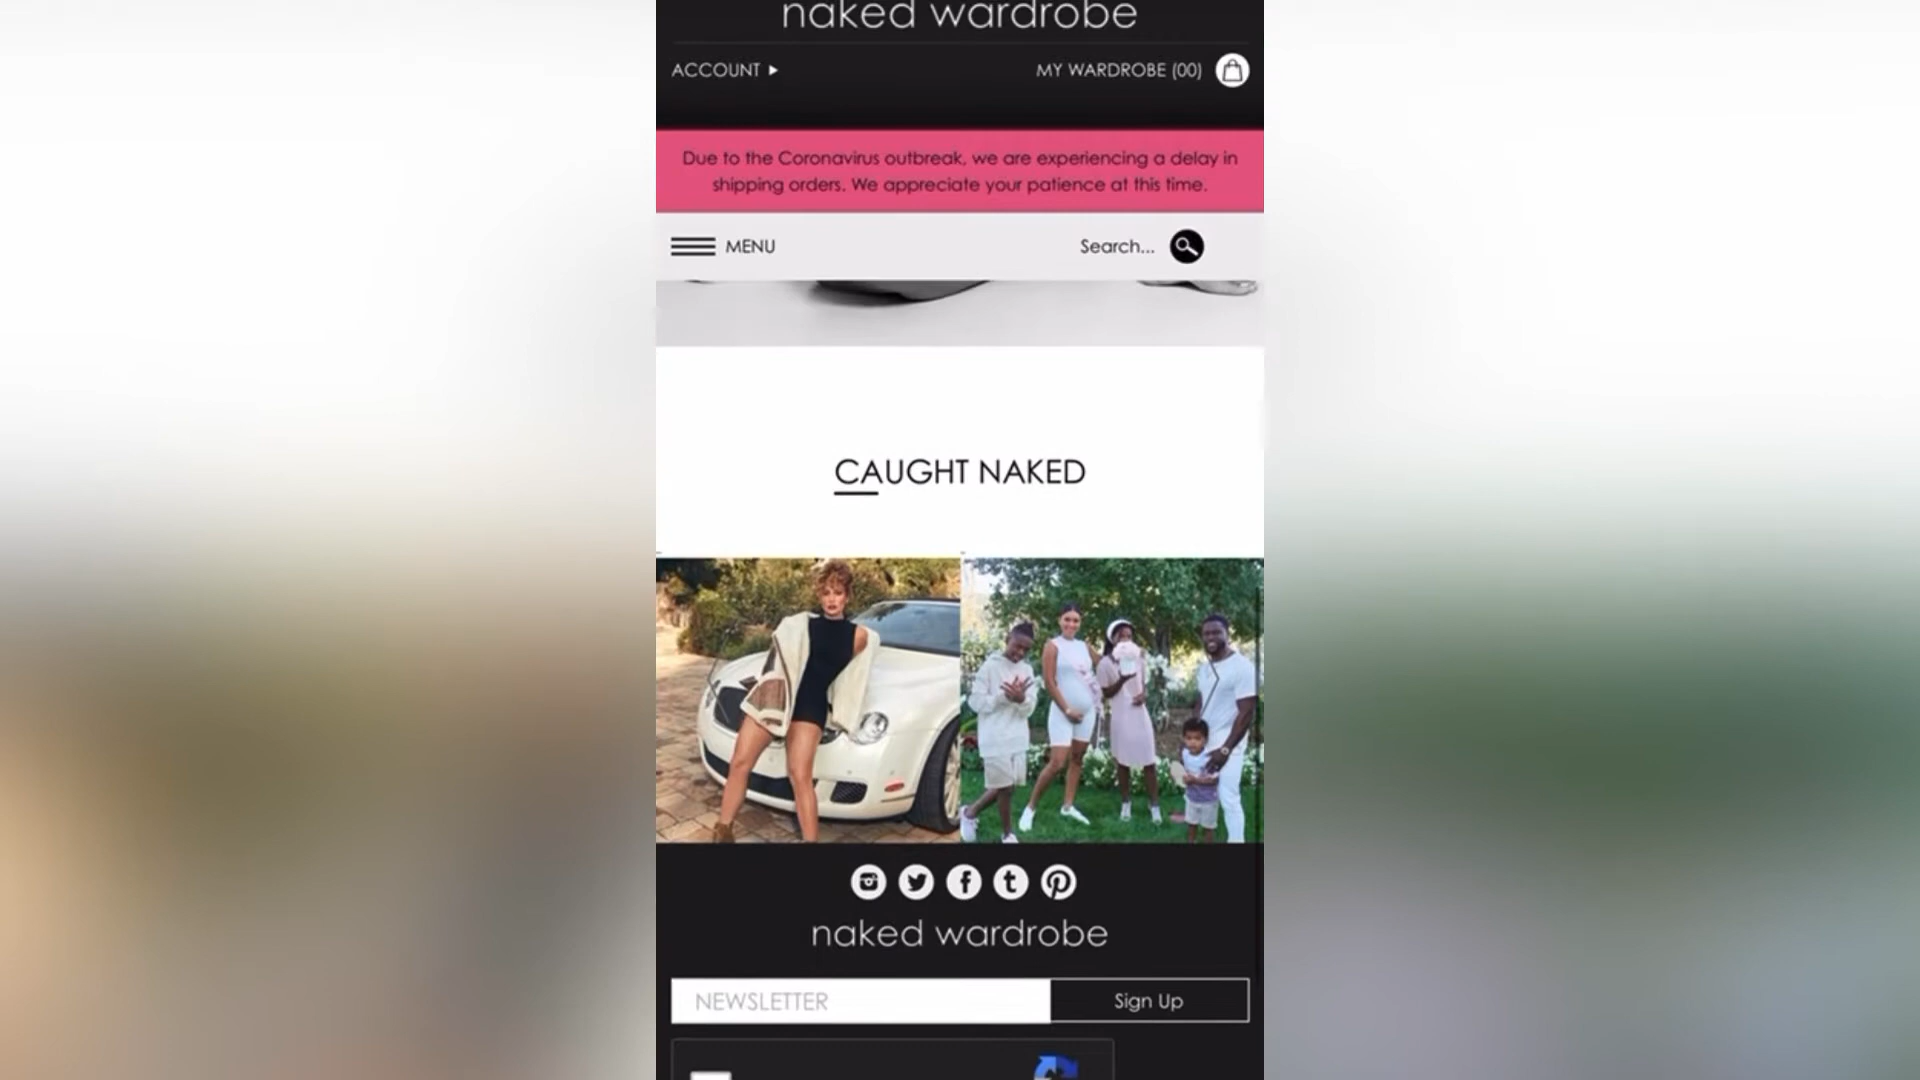 naked wardrobe
ACCOUNT
MY WARDROBE (00)
Due to the Coronavirus outbreak, we are experiencing a delay in
shipping orders. We appreciate your patience at this time.
MENU
Search...
CAUGHT NAKED
naked wardrobe
NEWSLETTER
Sign Up